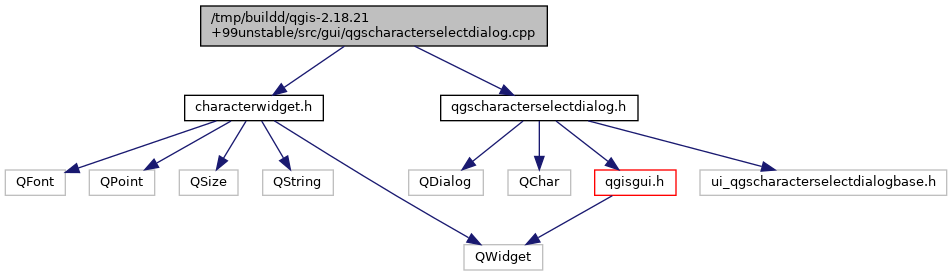 /tmp/buildd/qgis-2.18.21
+99unstable/src/gui/qgscharacterselectdialog.cpp
characterwidget.h
qgscharacterselectdialog.h
QFont
QPoint
QSize
QString
QDialog
QChar
qgisgui.h
ui_qgscharacterselectdialogbase.h
QWidget